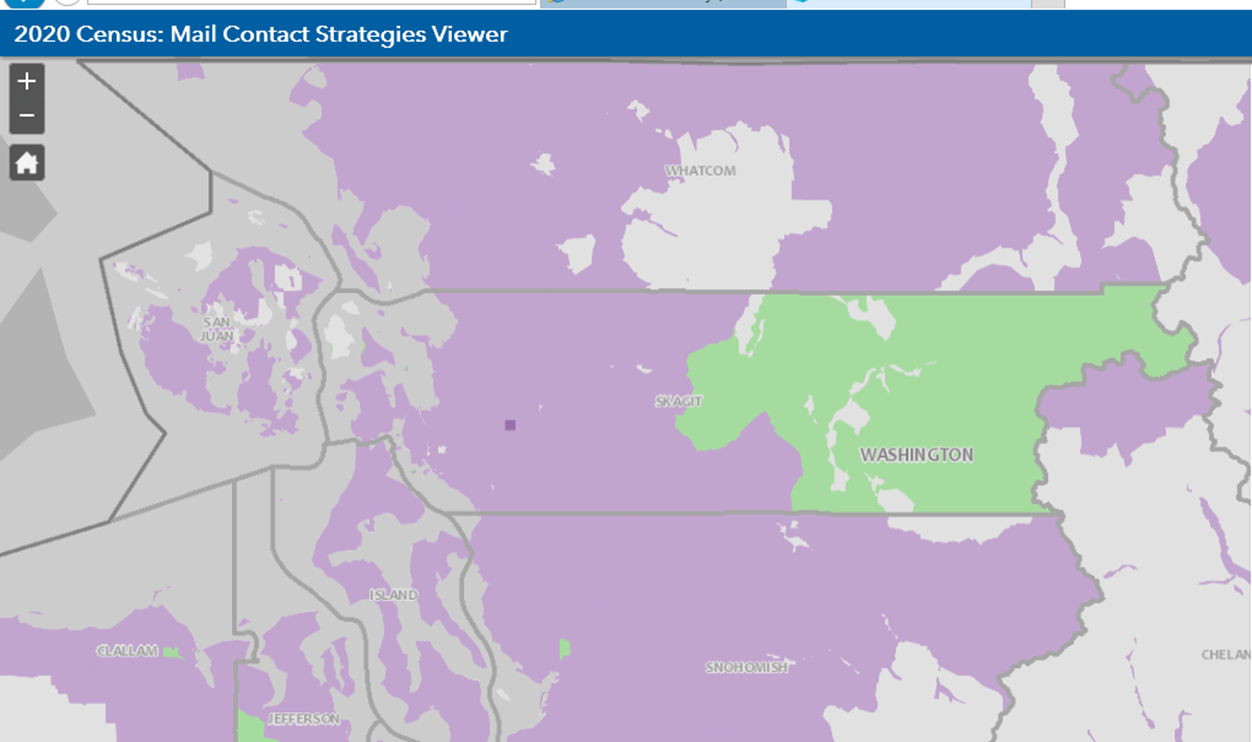 2020 Census: Mail Contact Strategies Viewer
+
−
WHATCOM
SAN
JUAN
SKAGIT
WASHINGTON
ISLAND
CLALLAM
SNOHOMISH
CHELAN
JEFFERSON